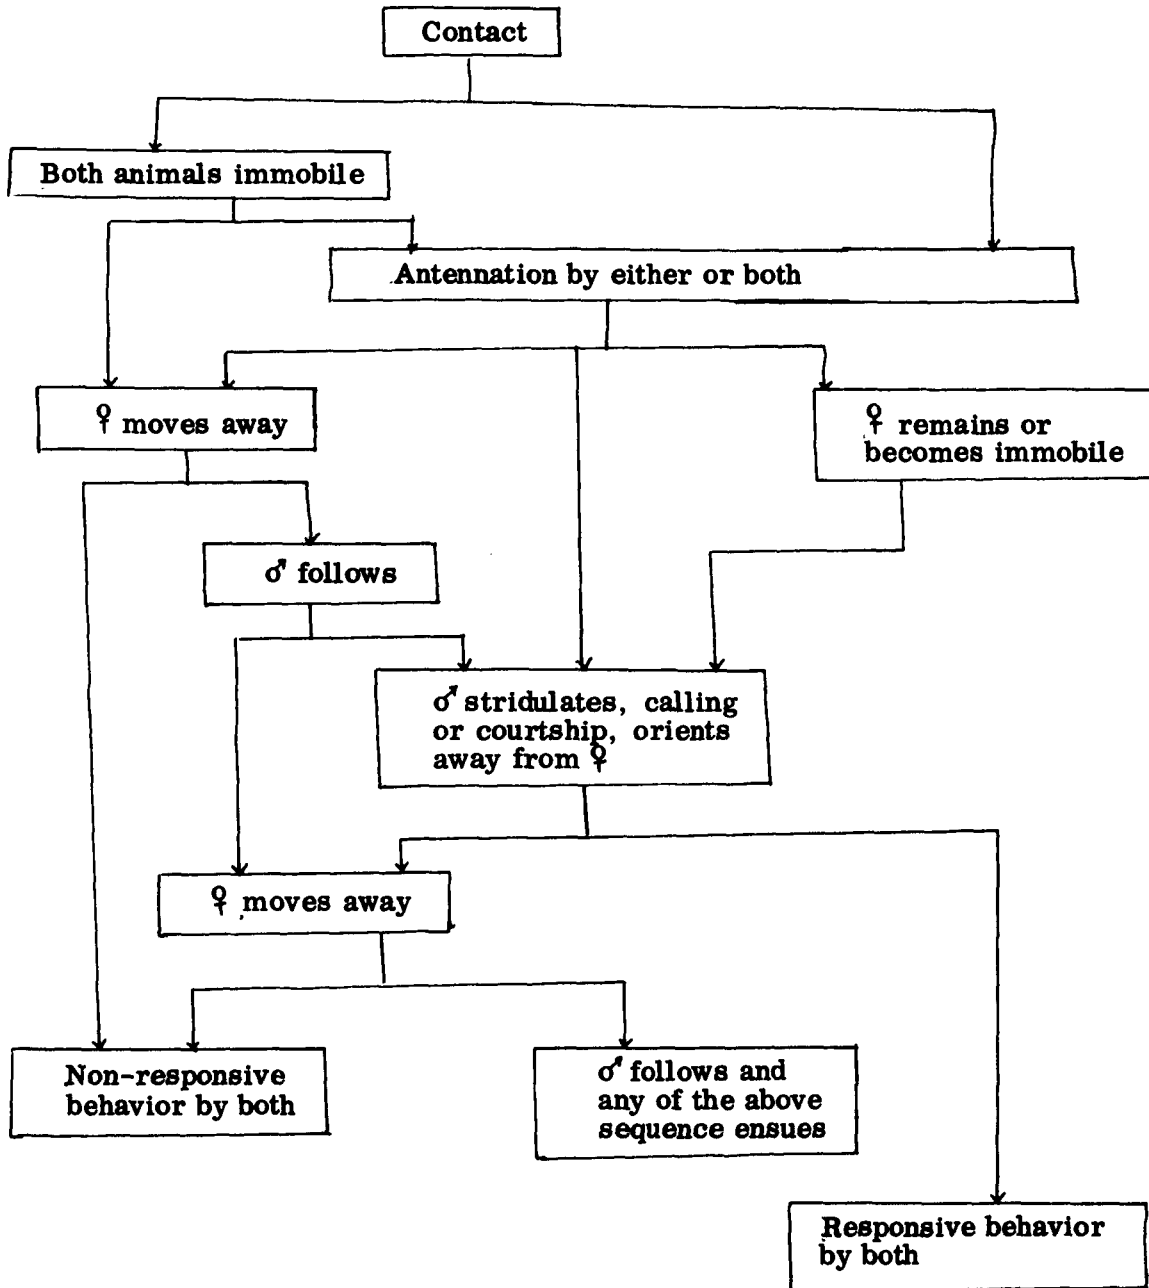 Contact
Both animals immobile
Antennation by either or both
♀ moves away
♀ remains or
becomes immobile
♂ follows
♂ stridulates, calling
or courtship, orients
away from ♀
♀ moves away
Non-responsive
behavior by both
♂ follows and
any of the above
sequence ensues
Responsive behavior
by both